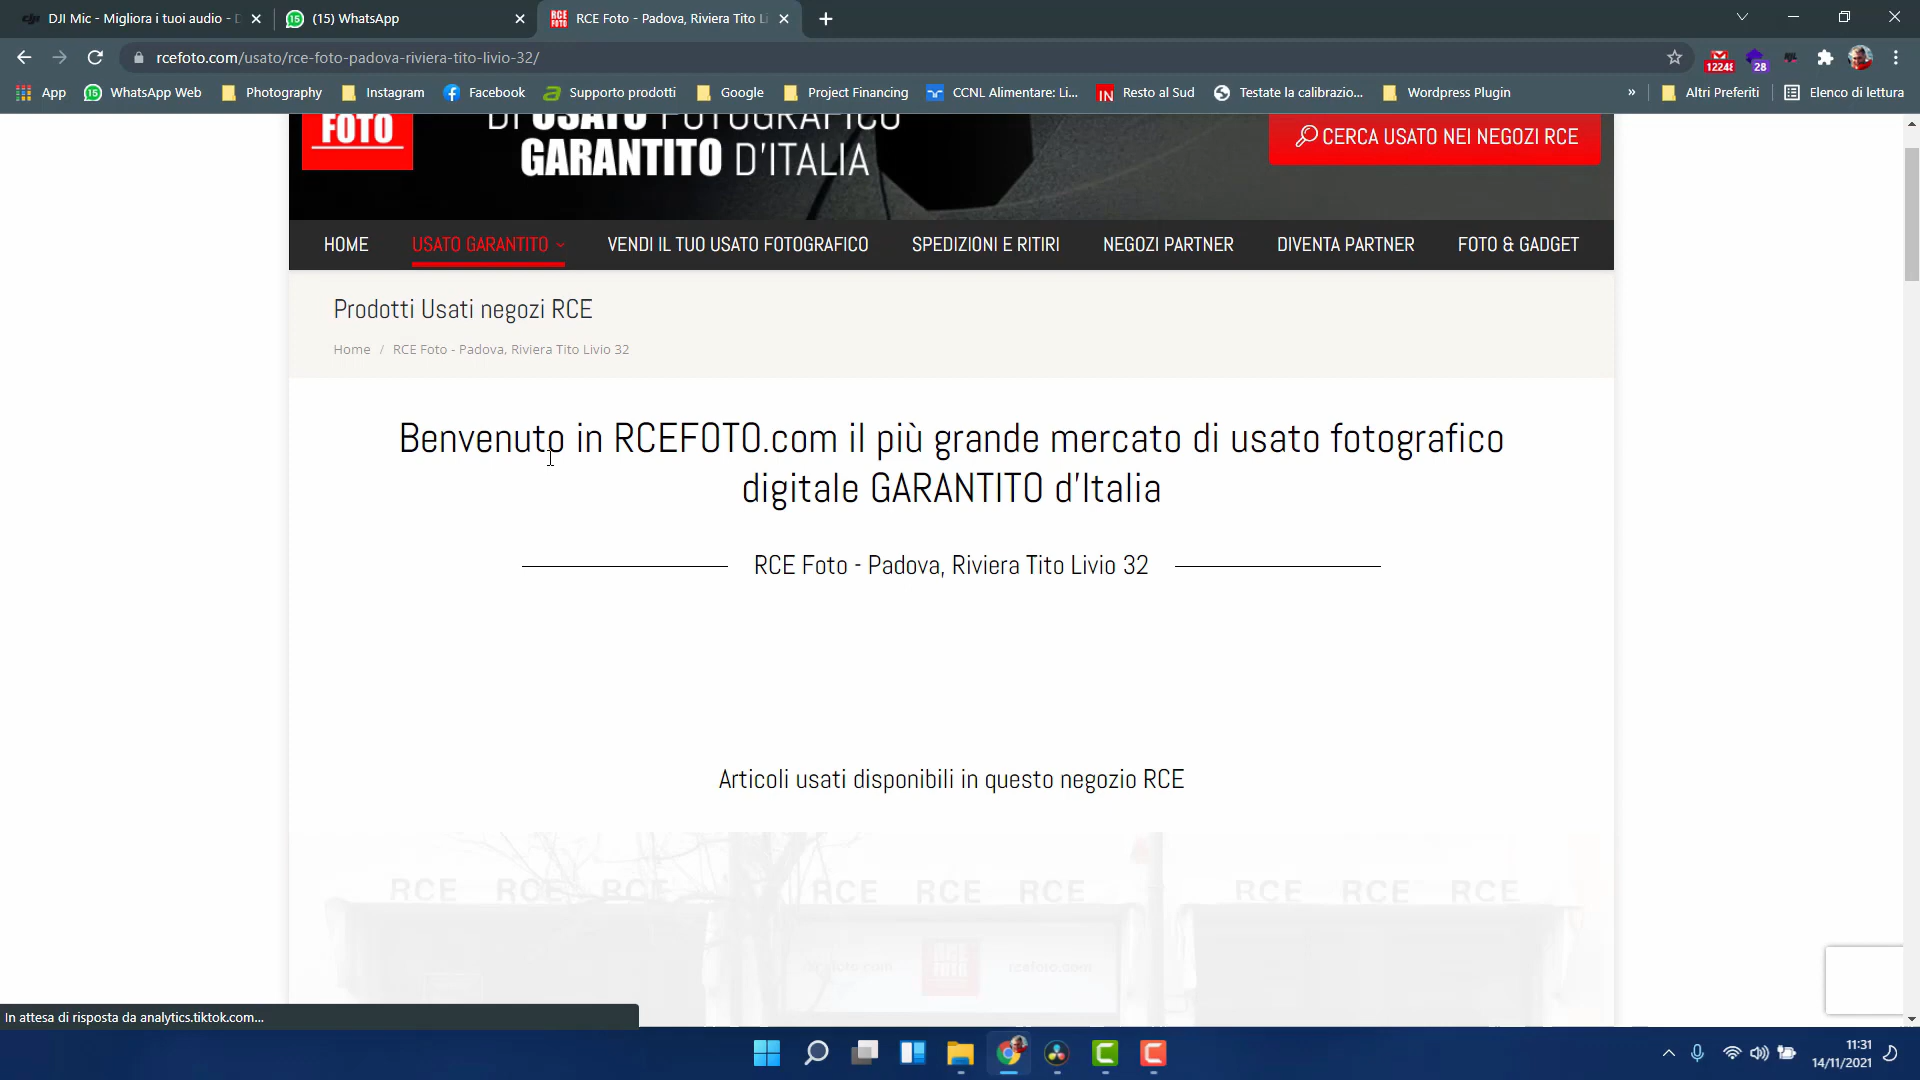 DJI Mic - Migliora i tuoi audio - D
(15) WhatsApp
RCE Foto - Padova, Riviera Tito Li
rcefoto.com/usato/rce-foto-padova-riviera-tito-livio-32/
12248
28
App
WhatsApp Web
Photography
Instagram
Facebook
Supporto prodotti
Google
Project Financing
CCNL Alimentare: Li...
Resto al Sud
Testate la calibrazio...
Wordpress Plugin
»
Altri Preferiti
Elenco di lettura
FOTO
DI USATO FOTOGRAFICO
GARANTITO D'ITALIA
CERCA USATO NEI NEGOZI RCE
HOME
USATO GARANTITO
VENDI IL TUO USATO FOTOGRAFICO
SPEDIZIONI E RITIRI
NEGOZI PARTNER
DIVENTA PARTNER
FOTO & GADGET
Prodotti Usati negozi RCE
Home / RCE Foto - Padova, Riviera Tito Livio 32
Benvenuto in RCEFOTO.com il più grande mercato di usato fotografico
digitale GARANTITO d'Italia
RCE Foto - Padova, Riviera Tito Livio 32
Articoli usati disponibili in questo negozio RCE
RCE RCE RCE RCE RCE RCE RCE RCE RCE
rcefoto.com
In attesa di risposta da analytics.tiktok.com...
11:31
14/11/2021